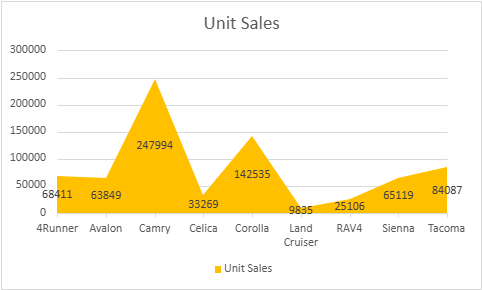 Unit Sales
300000
250000
200000
150000
100000
50000
0
68411 63849 247994 33269 142535 9835 25106 65119 84087
4Runner Avalon Camry Celica Corolla Land Cruiser RAV4 Sienna Tacoma
Unit Sales